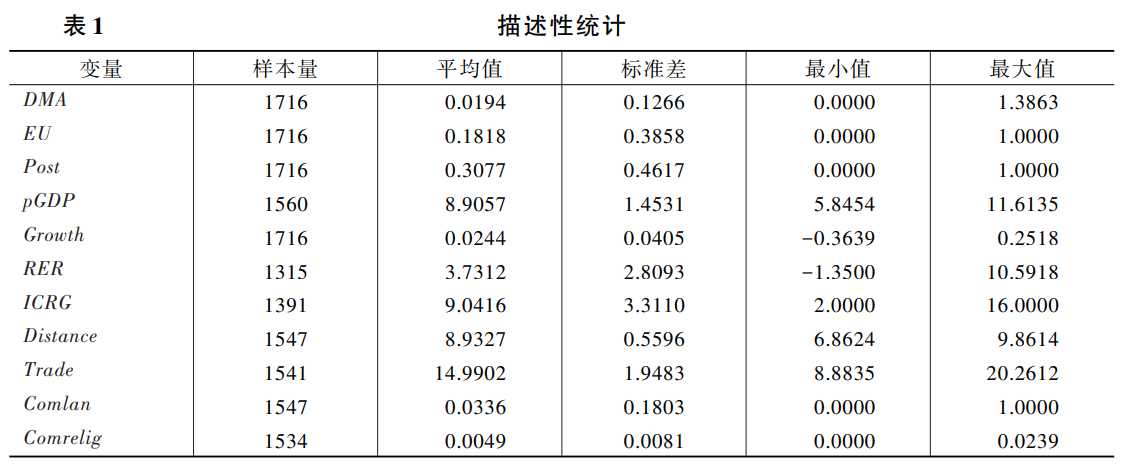 表1 描述性统计
变量 样本量 平均值 标准差 最小值 最大值
DMA 1716 0.0194 0.1266 0.0000 1.3863
EU 1716 0.1818 0.3858 0.0000 1.0000
Post 1716 0.3077 0.4617 0.0000 1.0000
pGDP 1560 8.9057 1.4531 5.8454 11.6135
Growth 1716 0.0244 0.0405 −0.3639 0.2518
RER 1315 3.7312 2.8093 −1.3500 10.5918
ICRG 1391 9.0416 3.3110 2.0000 16.0000
Distance 1547 8.9327 0.5596 6.8624 9.8614
Trade 1541 14.9902 1.9483 8.8835 20.2612
Comlan 1547 0.0336 0.1803 0.0000 1.0000
Comrelig 1534 0.0049 0.0081 0.0000 0.0239